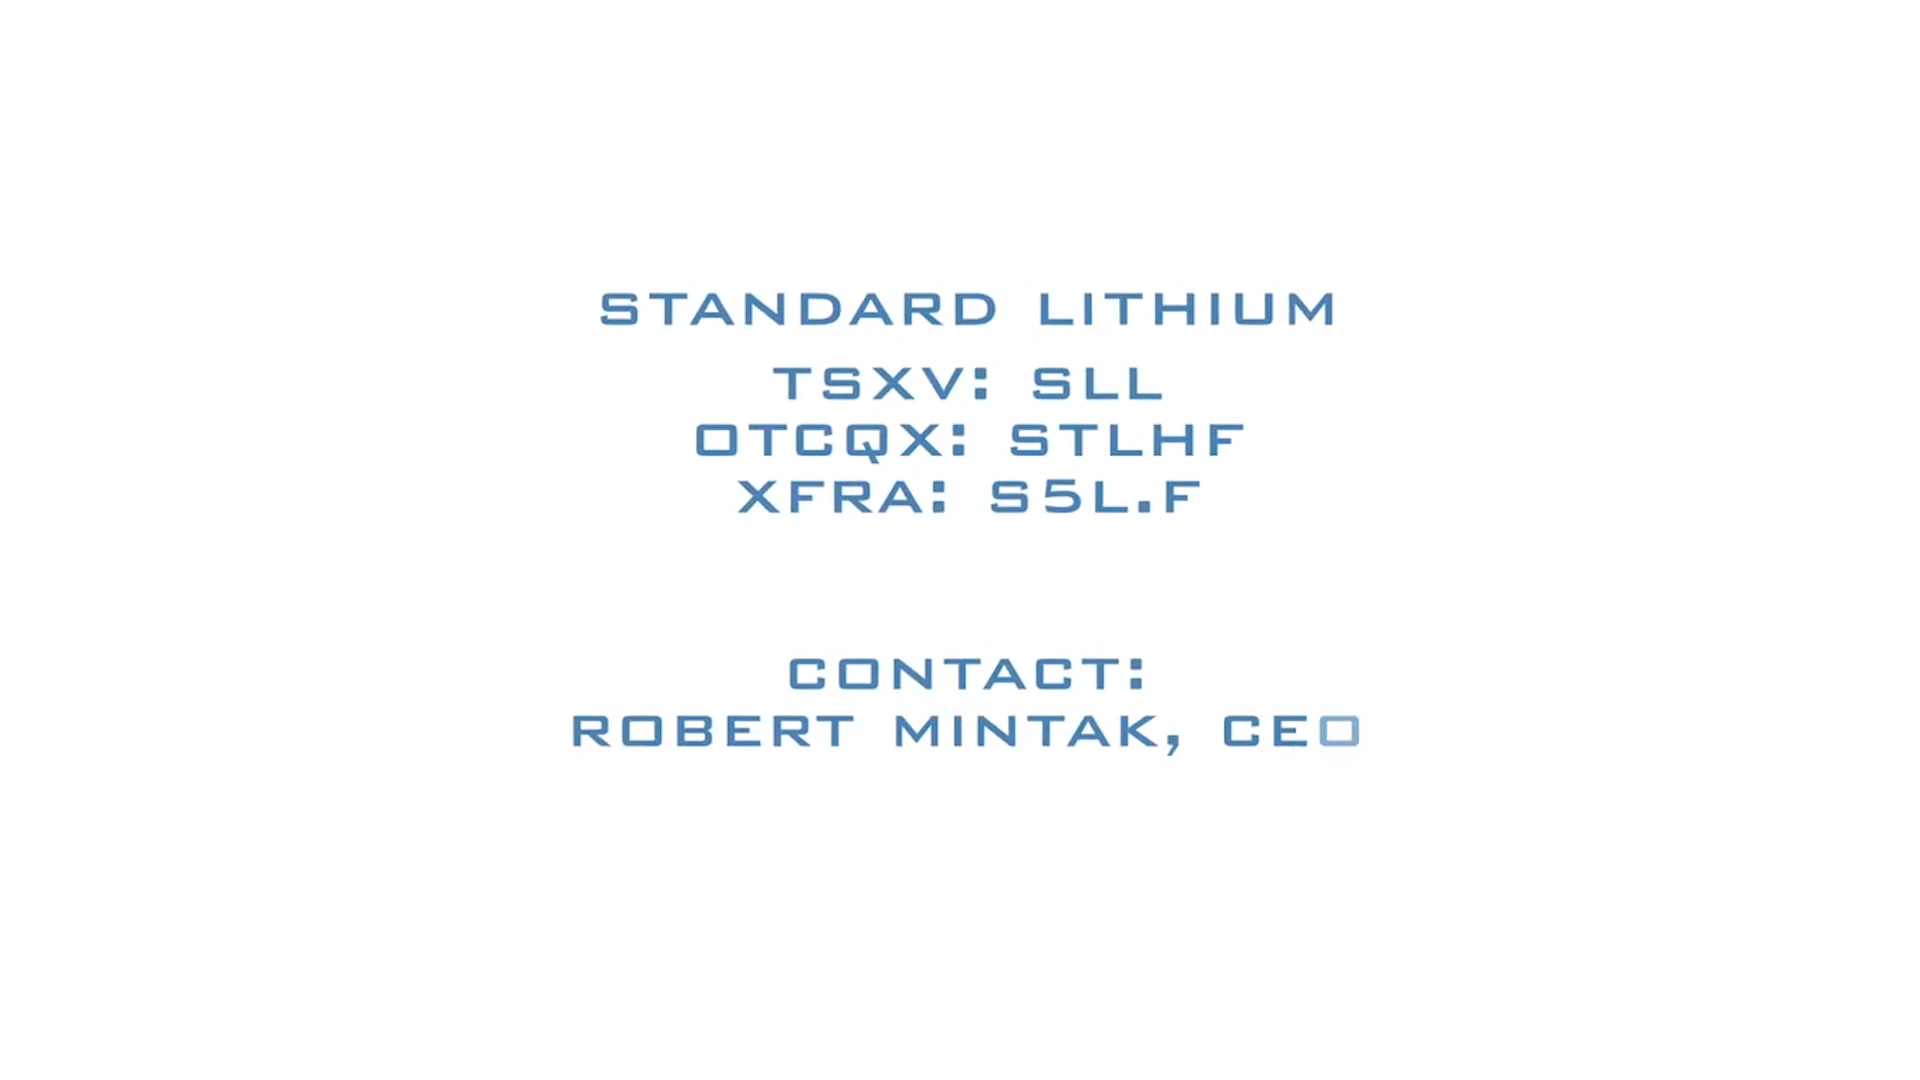 STANDARD LITHIUM
TSXV: SLL
OTCQX: STLHF
XFRA: S5L.F
CONTACT:
ROBERT MINTAK, CEO